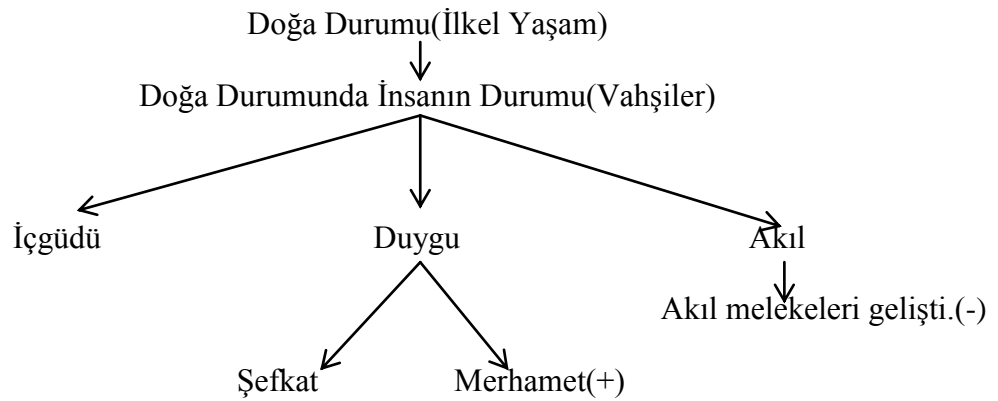 Doğa Durumu(İlkel Yaşam)
Doğa Durumunda İnsanın Durumu(Vahşiler)
İçgüdü
Duygu
Akıl
Akıl melekeleri gelişti.(-)
Şefkat
Merhamet(+)